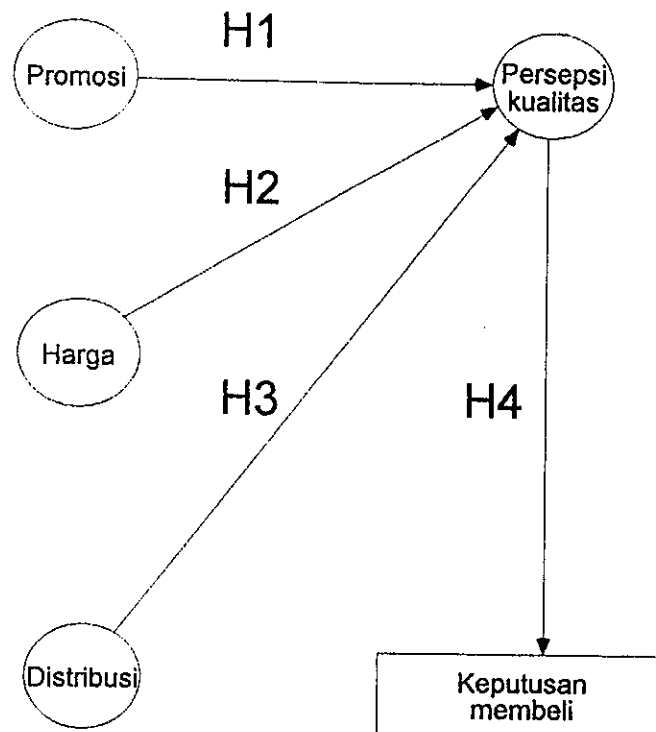 H1
Promosi
Persepsi
kualitas
H2
Harga
H3
H4
Distribusi
Keputusan
membeli